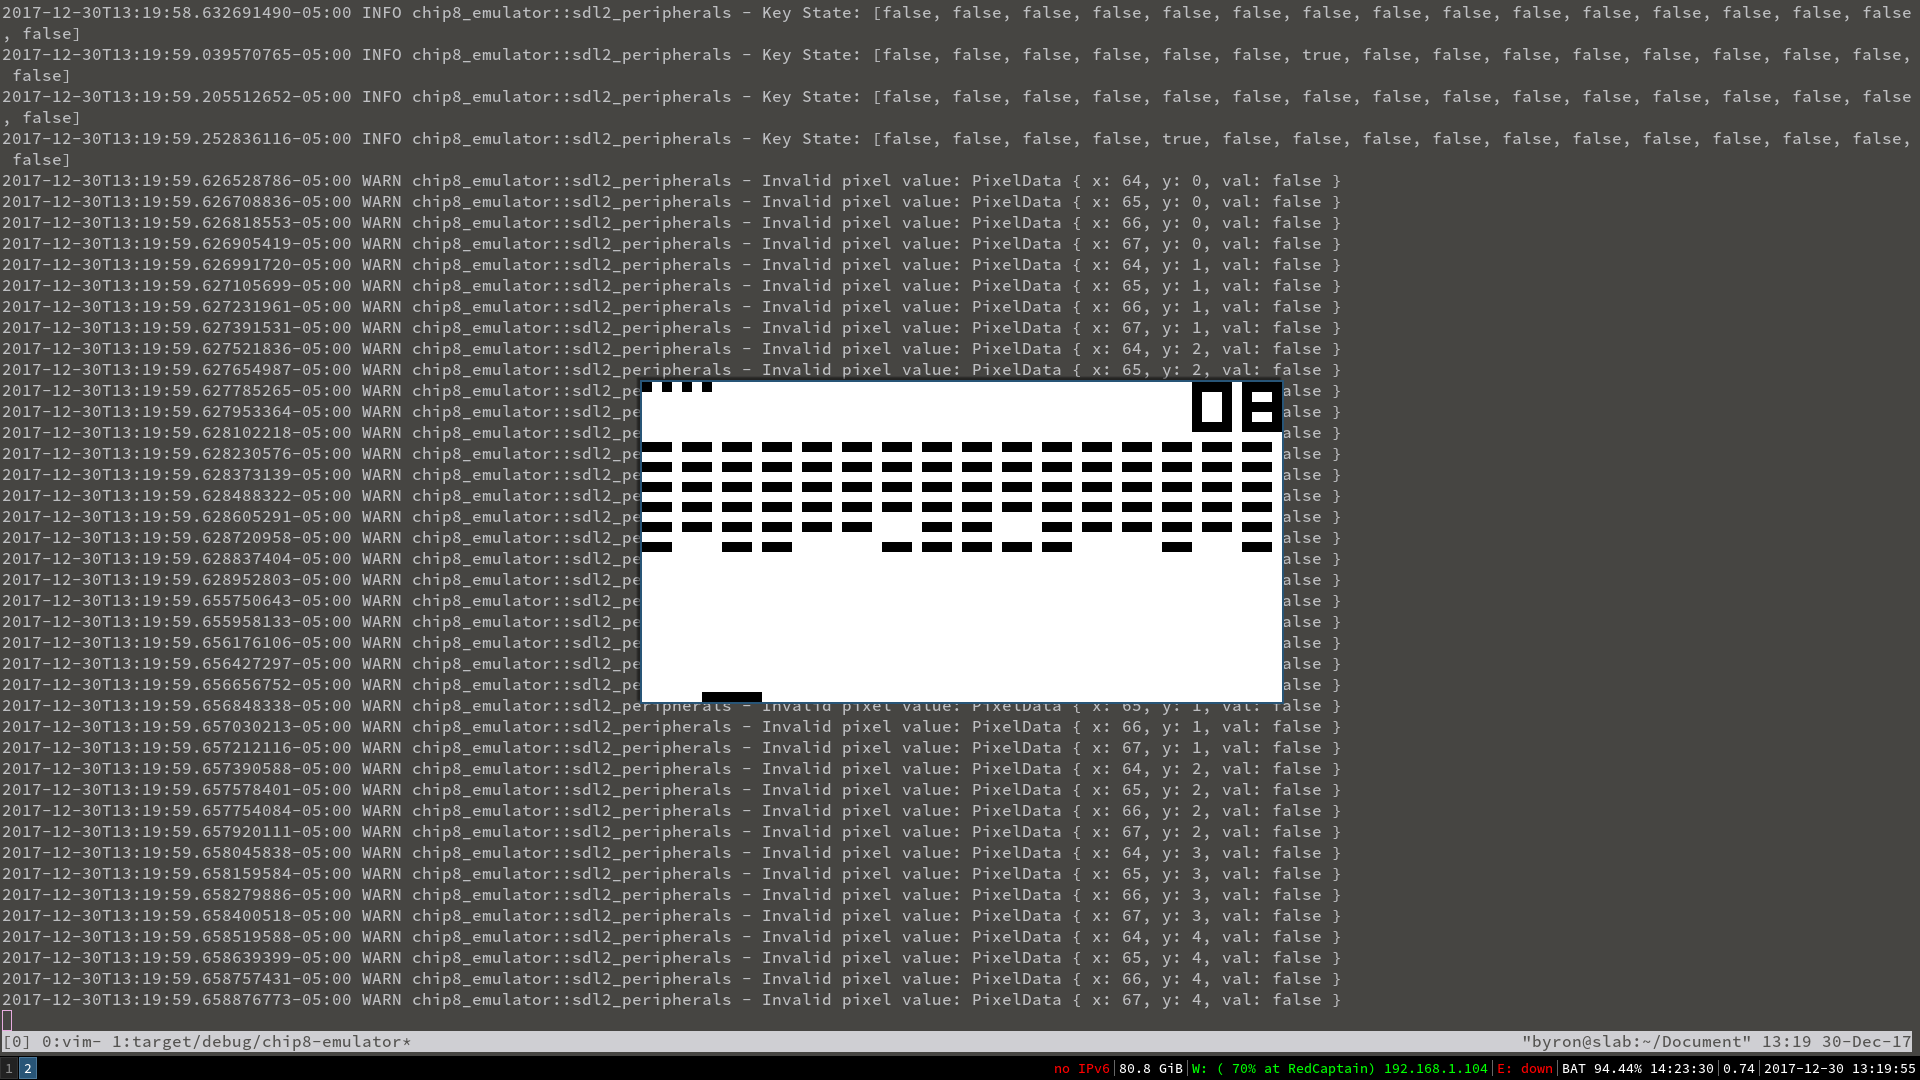 2017-12-30T13:19:58.632691490-05:00 INFO chip8_emulator::sdl2_peripherals - Key State: [false, false, false, false, false, false, false, false, false, false, false, false, false, false, false
, false]
2017-12-30T13:19:59.039570765-05:00 INFO chip8_emulator::sdl2_peripherals - Key State: [false, false, false, false, false, false, true, false, false, false, false, false, false, false, false,
false]
2017-12-30T13:19:59.205512652-05:00 INFO chip8_emulator::sdl2_peripherals - Key State: [false, false, false, false, false, false, false, false, false, false, false, false, false, false, false
, false]
2017-12-30T13:19:59.252836116-05:00 INFO chip8_emulator::sdl2_peripherals - Key State: [false, false, false, false, true, false, false, false, false, false, false, false, false, false, false,
false]
2017-12-30T13:19:59.626528786-05:00 WARN chip8_emulator::sdl2_peripherals - Invalid pixel value: PixelData { x: 64, y: 0, val: false }
2017-12-30T13:19:59.626708836-05:00 WARN chip8_emulator::sdl2_peripherals - Invalid pixel value: PixelData { x: 65, y: 0, val: false }
2017-12-30T13:19:59.626818553-05:00 WARN chip8_emulator::sdl2_peripherals - Invalid pixel value: PixelData { x: 66, y: 0, val: false }
2017-12-30T13:19:59.626905419-05:00 WARN chip8_emulator::sdl2_peripherals - Invalid pixel value: PixelData { x: 67, y: 0, val: false }
2017-12-30T13:19:59.626991720-05:00 WARN chip8_emulator::sdl2_peripherals - Invalid pixel value: PixelData { x: 64, y: 1, val: false }
2017-12-30T13:19:59.627105699-05:00 WARN chip8_emulator::sdl2_peripherals - Invalid pixel value: PixelData { x: 65, y: 1, val: false }
2017-12-30T13:19:59.627231961-05:00 WARN chip8_emulator::sdl2_peripherals - Invalid pixel value: PixelData { x: 66, y: 1, val: false }
2017-12-30T13:19:59.627391531-05:00 WARN chip8_emulator::sdl2_peripherals - Invalid pixel value: PixelData { x: 67, y: 1, val: false }
2017-12-30T13:19:59.627521836-05:00 WARN chip8_emulator::sdl2_peripherals - Invalid pixel value: PixelData { x: 64, y: 2, val: false }
2017-12-30T13:19:59.627654987-05:00 WARN chip8_emulator::sdl2_peripherals - Invalid pixel value: PixelData { x: 65, y: 2, val: false }
2017-12-30T13:19:59.627785265-05:00 WARN chip8_emulator::sdl2_pe alse }
2017-12-30T13:19:59.627953364-05:00 WARN chip8_emulator::sdl2_pe alse }
2017-12-30T13:19:59.628102218-05:00 WARN chip8_emulator::sdl2_pe alse }
2017-12-30T13:19:59.628230576-05:00 WARN chip8_emulator::sdl2_pe alse }
2017-12-30T13:19:59.628373139-05:00 WARN chip8_emulator::sdl2_pe alse }
2017-12-30T13:19:59.628488322-05:00 WARN chip8_emulator::sdl2_pe alse }
2017-12-30T13:19:59.628605291-05:00 WARN chip8_emulator::sdl2_pe alse }
2017-12-30T13:19:59.628720958-05:00 WARN chip8_emulator::sdl2_pe alse }
2017-12-30T13:19:59.628837404-05:00 WARN chip8_emulator::sdl2_pe alse }
2017-12-30T13:19:59.628952803-05:00 WARN chip8_emulator::sdl2_pe alse }
2017-12-30T13:19:59.655750643-05:00 WARN chip8_emulator::sdl2_pe alse }
2017-12-30T13:19:59.655958133-05:00 WARN chip8_emulator::sdl2_pe alse }
2017-12-30T13:19:59.656176106-05:00 WARN chip8_emulator::sdl2_pe alse }
2017-12-30T13:19:59.656427297-05:00 WARN chip8_emulator::sdl2_pe alse }
2017-12-30T13:19:59.656656752-05:00 WARN chip8_emulator::sdl2_pe alse }
2017-12-30T13:19:59.656848338-05:00 WARN chip8_emulator::sdl2_peripherals - Invalid pixel value: PixelData { x: 65, y: 1, val: false }
2017-12-30T13:19:59.657030213-05:00 WARN chip8_emulator::sdl2_peripherals - Invalid pixel value: PixelData { x: 66, y: 1, val: false }
2017-12-30T13:19:59.657212116-05:00 WARN chip8_emulator::sdl2_peripherals - Invalid pixel value: PixelData { x: 67, y: 1, val: false }
2017-12-30T13:19:59.657390588-05:00 WARN chip8_emulator::sdl2_peripherals - Invalid pixel value: PixelData { x: 64, y: 2, val: false }
2017-12-30T13:19:59.657578401-05:00 WARN chip8_emulator::sdl2_peripherals - Invalid pixel value: PixelData { x: 65, y: 2, val: false }
2017-12-30T13:19:59.657754084-05:00 WARN chip8_emulator::sdl2_peripherals - Invalid pixel value: PixelData { x: 66, y: 2, val: false }
2017-12-30T13:19:59.657920111-05:00 WARN chip8_emulator::sdl2_peripherals - Invalid pixel value: PixelData { x: 67, y: 2, val: false }
2017-12-30T13:19:59.658045838-05:00 WARN chip8_emulator::sdl2_peripherals - Invalid pixel value: PixelData { x: 64, y: 3, val: false }
2017-12-30T13:19:59.658159584-05:00 WARN chip8_emulator::sdl2_peripherals - Invalid pixel value: PixelData { x: 65, y: 3, val: false }
2017-12-30T13:19:59.658279886-05:00 WARN chip8_emulator::sdl2_peripherals - Invalid pixel value: PixelData { x: 66, y: 3, val: false }
2017-12-30T13:19:59.658400518-05:00 WARN chip8_emulator::sdl2_peripherals - Invalid pixel value: PixelData { x: 67, y: 3, val: false }
2017-12-30T13:19:59.658519588-05:00 WARN chip8_emulator::sdl2_peripherals - Invalid pixel value: PixelData { x: 64, y: 4, val: false }
2017-12-30T13:19:59.658639399-05:00 WARN chip8_emulator::sdl2_peripherals - Invalid pixel value: PixelData { x: 65, y: 4, val: false }
2017-12-30T13:19:59.658757431-05:00 WARN chip8_emulator::sdl2_peripherals - Invalid pixel value: PixelData { x: 66, y: 4, val: false }
2017-12-30T13:19:59.658876773-05:00 WARN chip8_emulator::sdl2_peripherals - Invalid pixel value: PixelData { x: 67, y: 4, val: false }
08
[0] 0:vim- 1:target/debug/chip8-emulator* "byron@slab:~/Document" 13:19 30-Dec-17
1 2 no IPv6|80.8 GiB|W: ( 70% at RedCaptain) 192.168.1.104|E: down|BAT 94.44% 14:23:30|0.74|2017-12-30 13:19:55